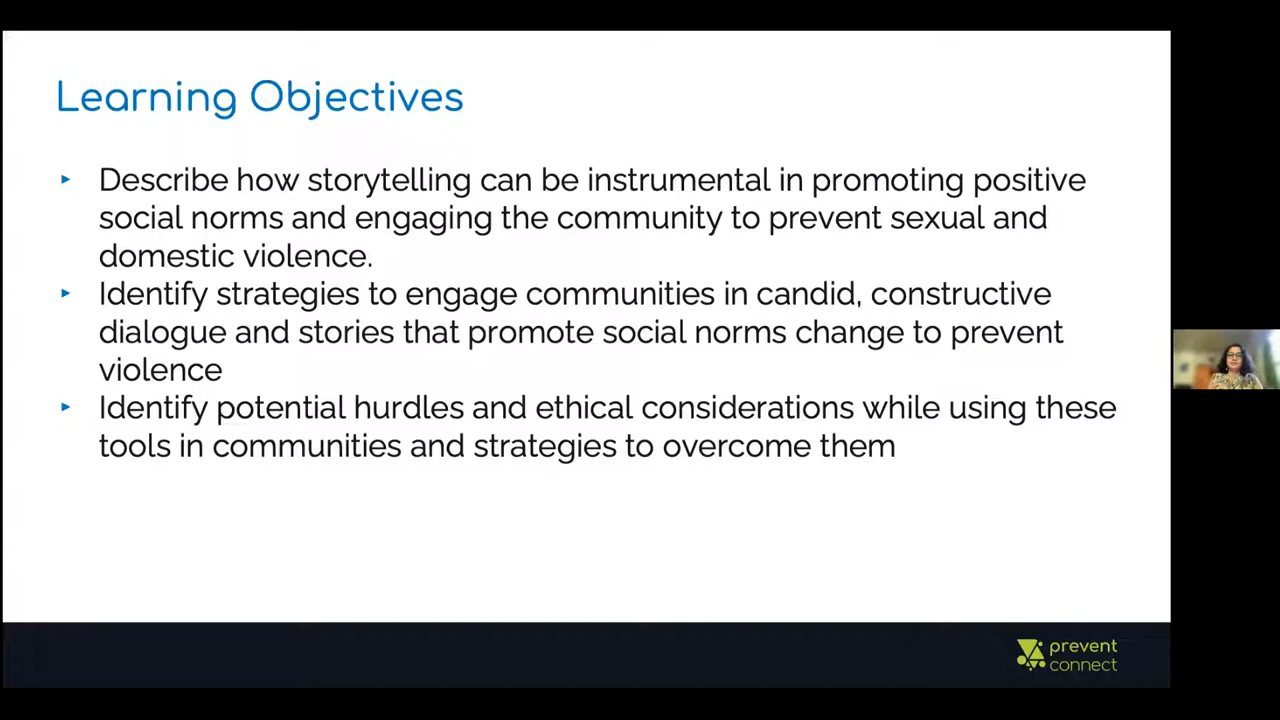 Learning Objectives
Describe how storytelling can be instrumental in promoting positive
social norms and engaging the community to prevent sexual and
domestic violence.
Identify strategies to engage communities in candid, constructive
dialogue and stories that promote social norms change to prevent
violence
Identify potential hurdles and ethical considerations while using these
tools in communities and strategies to overcome them
prevent
connect